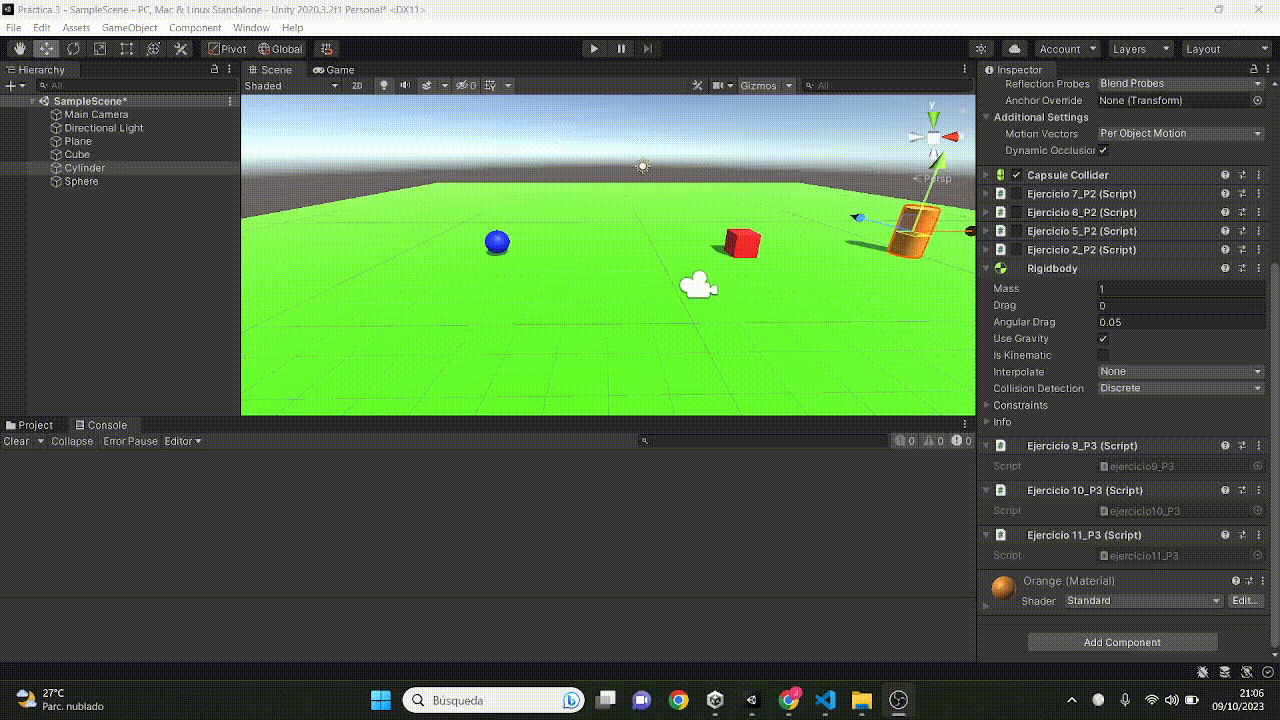 Práctica 3 - SampleScene - PC, Mac & Linux Standalone - Unity 2020.3.2f1 Personal* <DX11>
File Edit Assets GameObject Component Window Help
Pivot Global Account Layers Layout
Hierarchy
All
SampleScene*
Main Camera
Directional Light
Plane
Cube
Cylinder
Sphere
Scene Game
Shaded 2D 0 Gizmos All
y
Persp
Project Console
Clear Collapse Error Pause Editor 0 0 0
Inspector
Reflection Probes Blend Probes
Anchor Override None (Transform)
Additional Settings
Motion Vectors Per Object Motion
Dynamic Occlusion
Capsule Collider
Ejercicio 7_P2 (Script)
Ejercicio 6_P2 (Script)
Ejercicio 5_P2 (Script)
Ejercicio 2_P2 (Script)
Rigidbody
Mass 1
Drag 0
Angular Drag 0.05
Use Gravity
Is Kinematic
Interpolate None
Collision Detection Discrete
Constraints
Info
Ejercicio 9_P3 (Script)
Script ejercicio9_P3
Ejercicio 10_P3 (Script)
Script ejercicio10_P3
Ejercicio 11_P3 (Script)
Script ejercicio11_P3
Orange (Material)
Shader Standard Edit...
Add Component
27°C
Parc. nublado
Búsqueda
21:06
09/10/2023